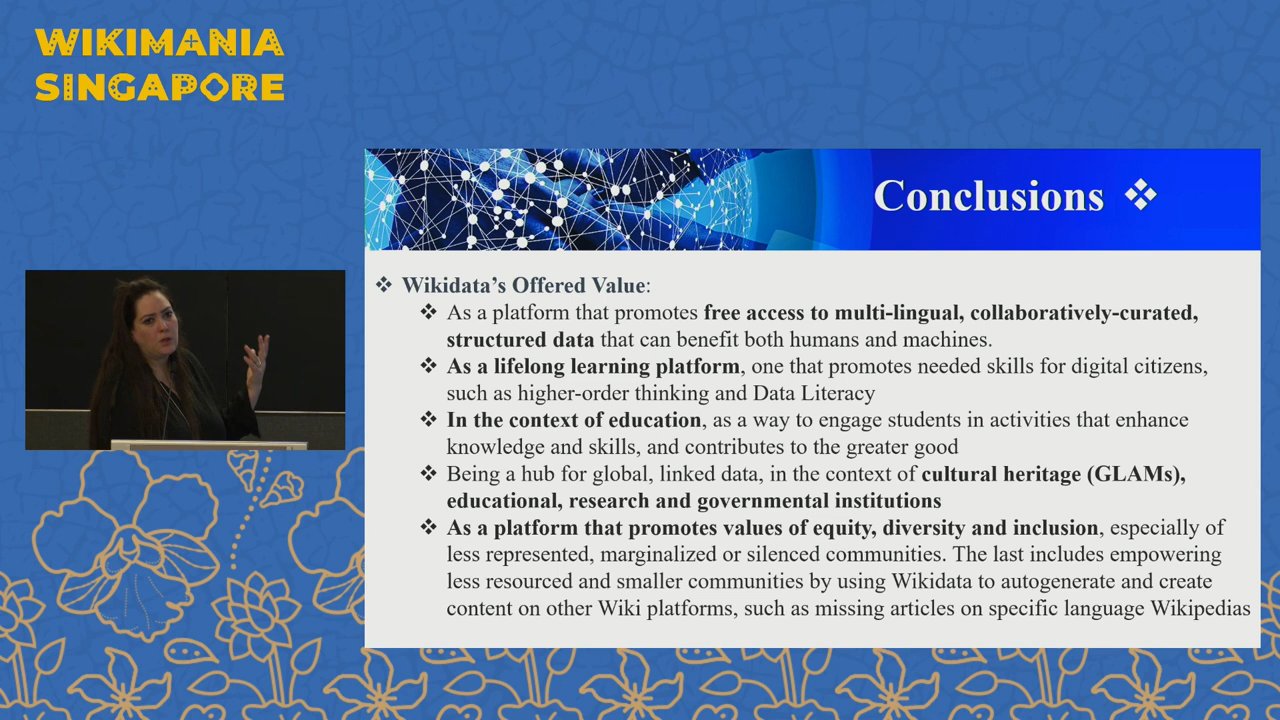 WIKIMANIA
SINGAPORE
Conclusions ❖
❖ Wikidata’s Offered Value:
❖ As a platform that promotes free access to multi-lingual, collaboratively-curated,
structured data that can benefit both humans and machines.
❖ As a lifelong learning platform, one that promotes needed skills for digital citizens,
such as higher-order thinking and Data Literacy
❖ In the context of education, as a way to engage students in activities that enhance
knowledge and skills, and contributes to the greater good
❖ Being a hub for global, linked data, in the context of cultural heritage (GLAMs),
educational, research and governmental institutions
❖ As a platform that promotes values of equity, diversity and inclusion, especially of
less represented, marginalized or silenced communities. The last includes empowering
less resourced and smaller communities by using Wikidata to autogenerate and create
content on other Wiki platforms, such as missing articles on specific language Wikipedias